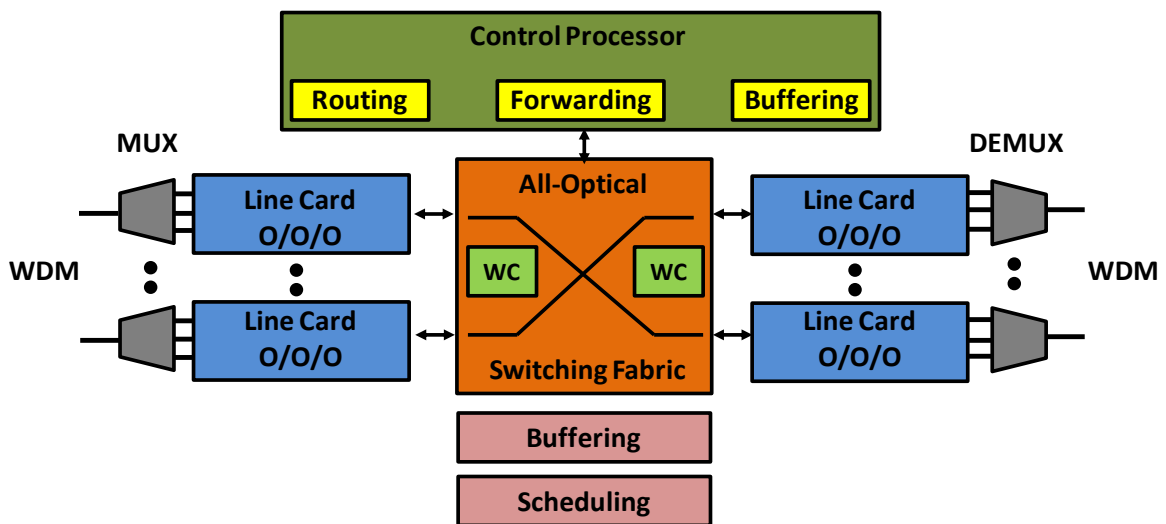 Control Processor
Routing Forwarding Buffering
MUX DEMUX
Line Card
O/O/O
All-Optical
Line Card
O/O/O
WDM WC WC WDM
Line Card
O/O/O
Switching Fabric
Line Card
O/O/O
Buffering
Scheduling